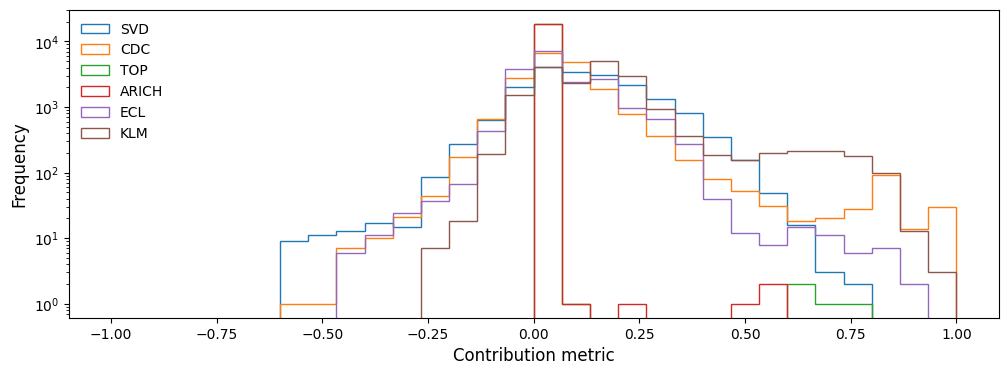 SVD
CDC
TOP
ARICH
ECL
KLM
Frequency
10⁴
10³
10²
10¹
10⁰
−1.00 −0.75 −0.50 −0.25 0.00 0.25 0.50 0.75 1.00
Contribution metric